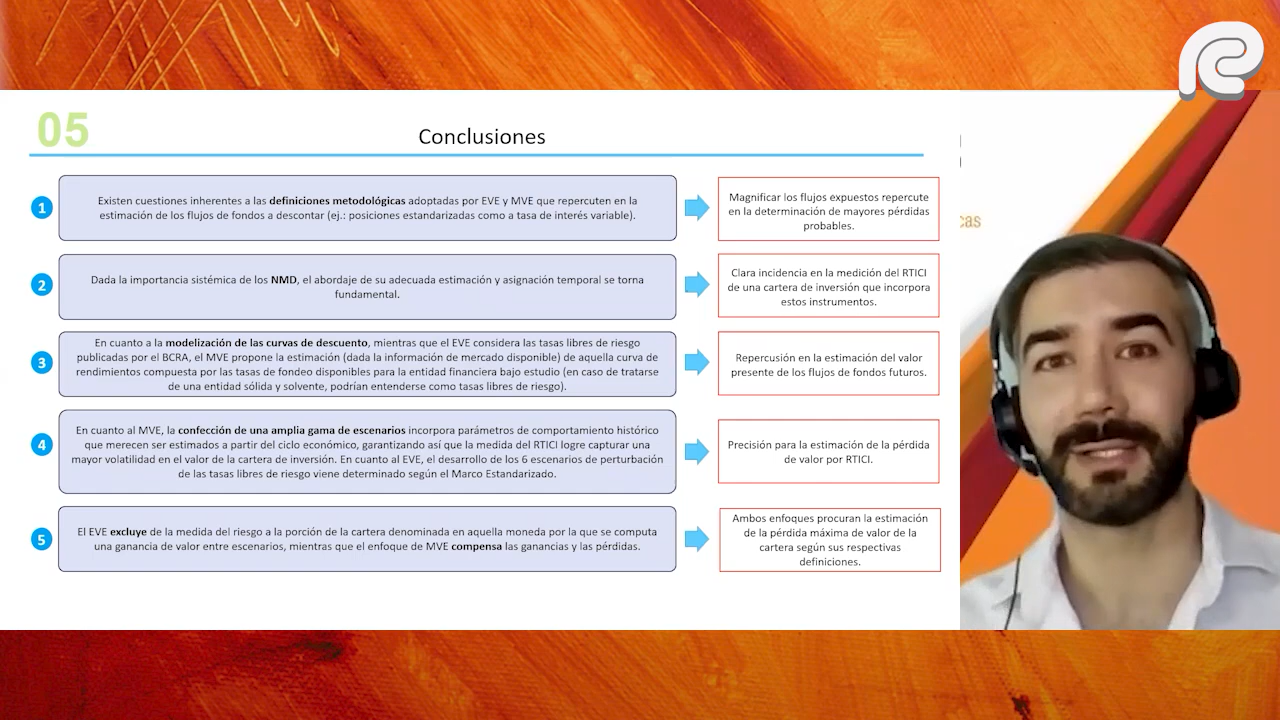 05
Conclusiones
1
Existen cuestiones inherentes a las definiciones metodológicas adoptadas por EVE y MVE que repercuten en la
estimación de los flujos de fondos a descontar (ej.: posiciones estandarizadas como a tasa de interés variable).
Magnificar los flujos expuestos repercute
en la determinación de mayores pérdidas
probables.
2
Dada la importancia sistémica de los NMD, el abordaje de su adecuada estimación y asignación temporal se torna
fundamental.
Clara incidencia en la medición del RTICI
de una cartera de inversión que incorpora
estos instrumentos.
3
En cuanto a la modelización de las curvas de descuento, mientras que el EVE considera las tasas libres de riesgo
publicadas por el BCRA, el MVE propone la estimación (dada la información de mercado disponible) de aquella curva de
rendimientos compuesta por las tasas de fondeo disponibles para la entidad financiera bajo estudio (en caso de tratarse
de una entidad sólida y solvente, podrían entenderse como tasas libres de riesgo).
Repercusión en la estimación del valor
presente de los flujos de fondos futuros.
4
En cuanto al MVE, la confección de una amplia gama de escenarios incorpora parámetros de comportamiento histórico
que merecen ser estimados a partir del ciclo económico, garantizando así que la medida del RTICI logre capturar una
mayor volatilidad en el valor de la cartera de inversión. En cuanto al EVE, el desarrollo de los 6 escenarios de perturbación
de las tasas libres de riesgo viene determinado según el Marco Estandarizado.
Precisión para la estimación de la pérdida
de valor por RTICI.
5
El EVE excluye de la medida del riesgo a la porción de la cartera denominada en aquella moneda por la que se computa
una ganancia de valor entre escenarios, mientras que el enfoque de MVE compensa las ganancias y las pérdidas.
Ambos enfoques procuran la estimación
de la pérdida máxima de valor de la
cartera según sus respectivas
definiciones.
cas